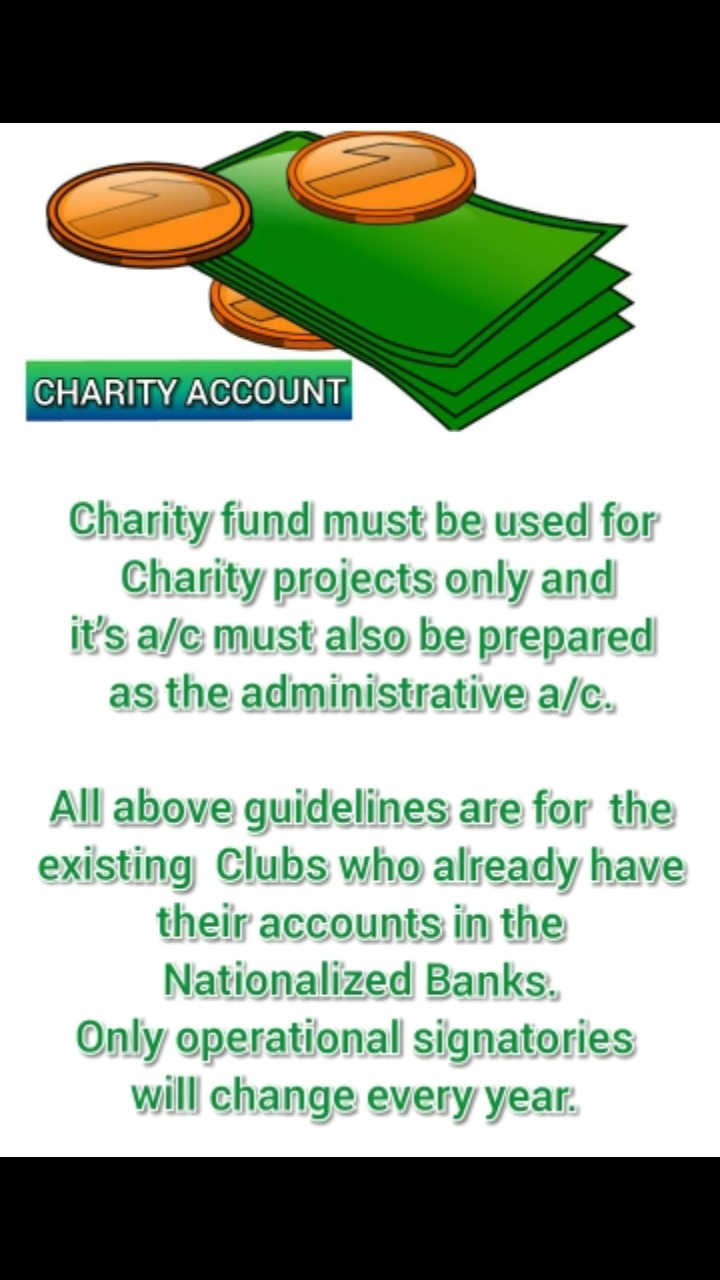 CHARITY ACCOUNT
Charity fund must be used for
Charity projects only and
it's a/c must also be prepared
as the administrative a/c.
All above guidelines are for the
existing Clubs who already have
their accounts in the
Nationalized Banks.
Only operational signatories
will change every year.